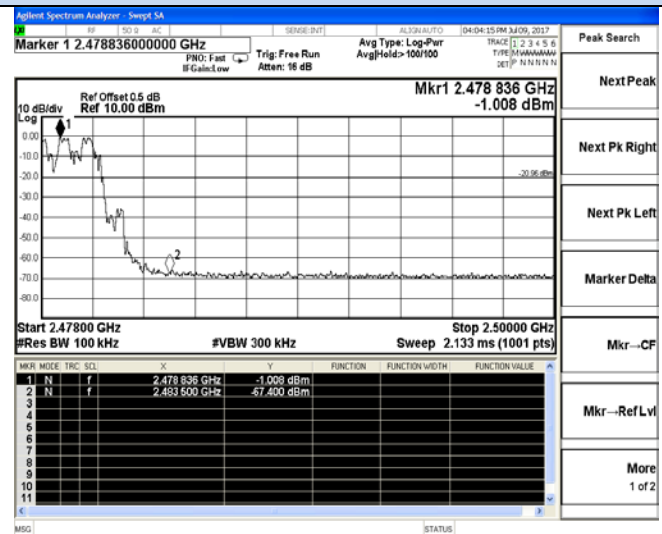 Agilent Spectrum Analyzer - Swept SA
RF 50 Ω AC SENSE:INT ALIGN AUTO 04:04:15 PM Jul 09, 2017
Marker 1 2.478836000000 GHz
PNO: Fast
IFGain:Low
Trig: Free Run
Atten: 16 dB
Avg Type: Log-Pwr
Avg|Hold:> 100/100
TRACE 1 2 3 4 5 6
TYPE
DET P N N N N N
Peak Search
Next Peak
Next Pk Right
Next Pk Left
Marker Delta
Mkr→CF
Mkr→Ref Lvl
More
1 of 2
Mkr1 2.478 836 GHz
-1.008 dBm
Ref Offset 0.5 dB
10 dB/div Ref 10.00 dBm
Log
1
0.00
-10.0
-20.0
-20.96 dBm
-30.0
-40.0
-50.0
-60.0
2
-70.0
-80.0
Start 2.47800 GHz Stop 2.50000 GHz
#Res BW 100 kHz #VBW 300 kHz Sweep 2.133 ms (1001 pts)
MKR MODE TRC SCL X Y FUNCTION FUNCTION WIDTH FUNCTION VALUE
1 N f 2.478 836 GHz -1.008 dBm
2 N f 2.483 500 GHz -67.400 dBm
3
4
5
6
7
8
9
10
11
MSG STATUS